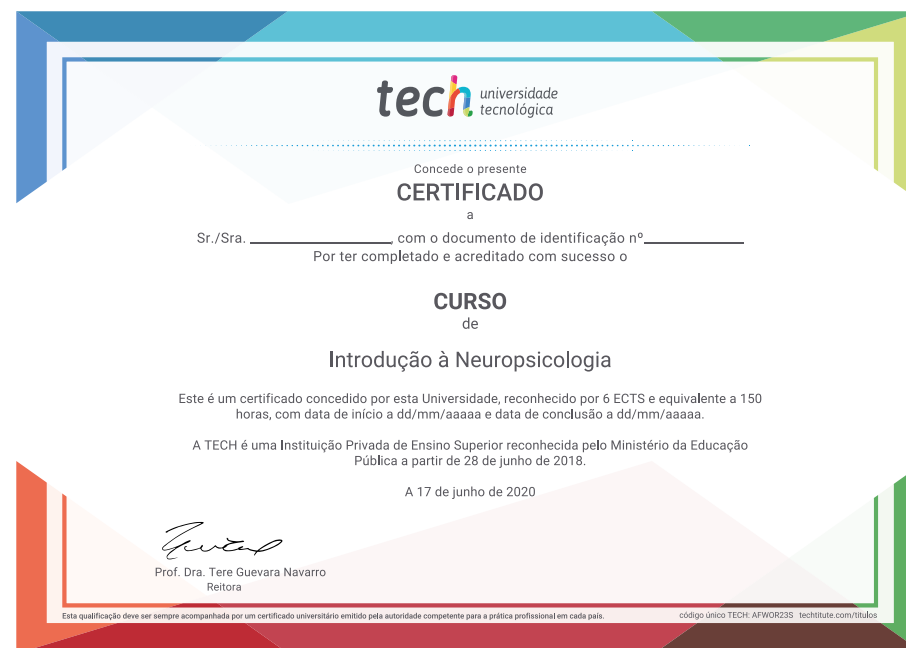 tech universidade
tecnológica
Concede o presente
CERTIFICADO
a
Sr./Sra. ____________________, com o documento de identificação nº______________
Por ter completado e acreditado com sucesso o
CURSO
de
Introdução à Neuropsicologia
Este é um certificado concedido por esta Universidade, reconhecido por 6 ECTS e equivalente a 150
horas, com data de início a dd/mm/aaaaa e data de conclusão a dd/mm/aaaaa.
A TECH é uma Instituição Privada de Ensino Superior reconhecida pelo Ministério da Educação
Pública a partir de 28 de junho de 2018.
A 17 de junho de 2020
Prof. Dra. Tere Guevara Navarro
Reitora
Esta qualificação deve ser sempre acompanhada por um certificado universitário emitido pela autoridade competente para a prática profissional em cada país.
código único TECH: AFWOR23S techtitute.com/titulos